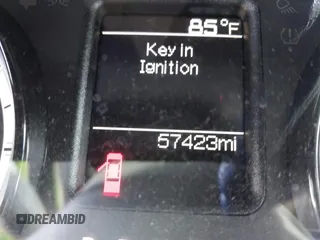 85°F
Key In
Ignition
57423mi
DREAMBID